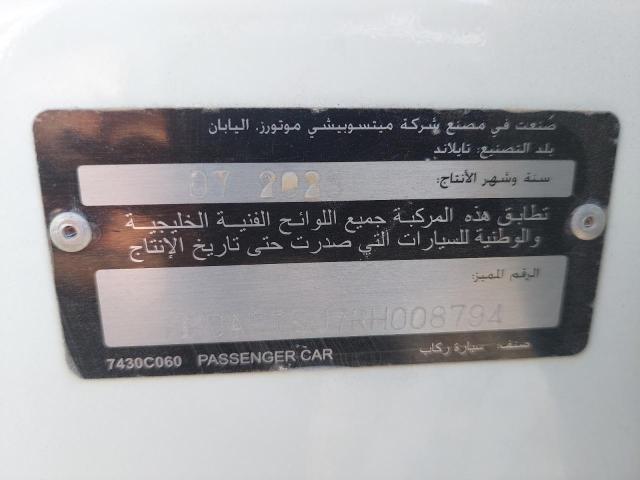 صُنعت في مصنع شركة ميتسوبيشي موتورز. اليابان
بلد التصنيع: تايلاند
سنة وشهر الأنتاج:
07
تطابق هذه المركبة جميع اللوائح الفنية الخليجية
والوطنية للسيارات التي صدرت حتى تاريخ الإنتاج
الرقم المميز:
7430C060 PASSENGER CAR صنف: سيارة ركاب